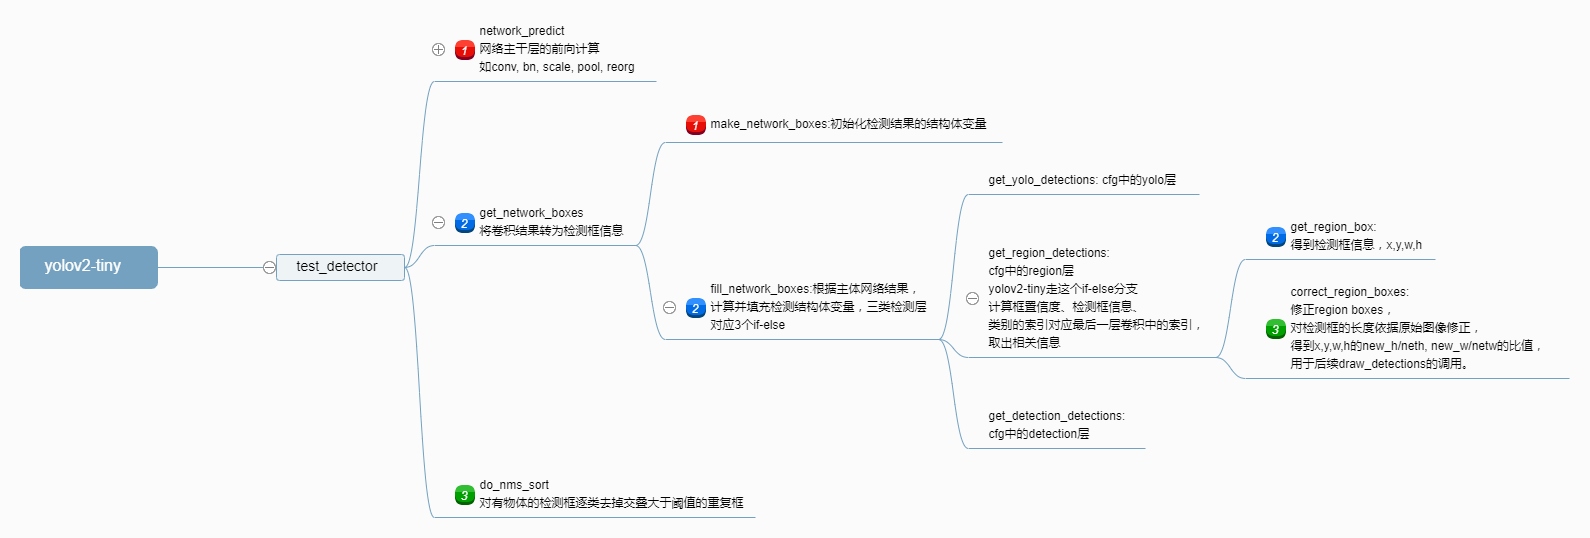 yolov2-tiny
test_detector
1
network_predict
网络主干层的前向计算
如conv, bn, scale, pool, reorg
2
get_network_boxes
将卷积结果转为检测框信息
1
make_network_boxes:初始化检测结果的结构体变量
2
fill_network_boxes:根据主体网络结果，
计算并填充检测结构体变量，三类检测层
对应3个if-else
get_yolo_detections: cfg中的yolo层
get_region_detections:
cfg中的region层
yolov2-tiny走这个if-else分支
计算框置信度、检测框信息、
类别的索引对应最后一层卷积中的索引，
取出相关信息
2
get_region_box:
得到检测框信息，x,y,w,h
3
correct_region_boxes:
修正region boxes，
对检测框的长度依据原始图像修正，
得到x,y,w,h的new_h/neth, new_w/netw的比值，
用于后续draw_detections的调用。
get_detection_detections:
cfg中的detection层
3
do_nms_sort
对有物体的检测框逐类去掉交叠大于阈值的重复框